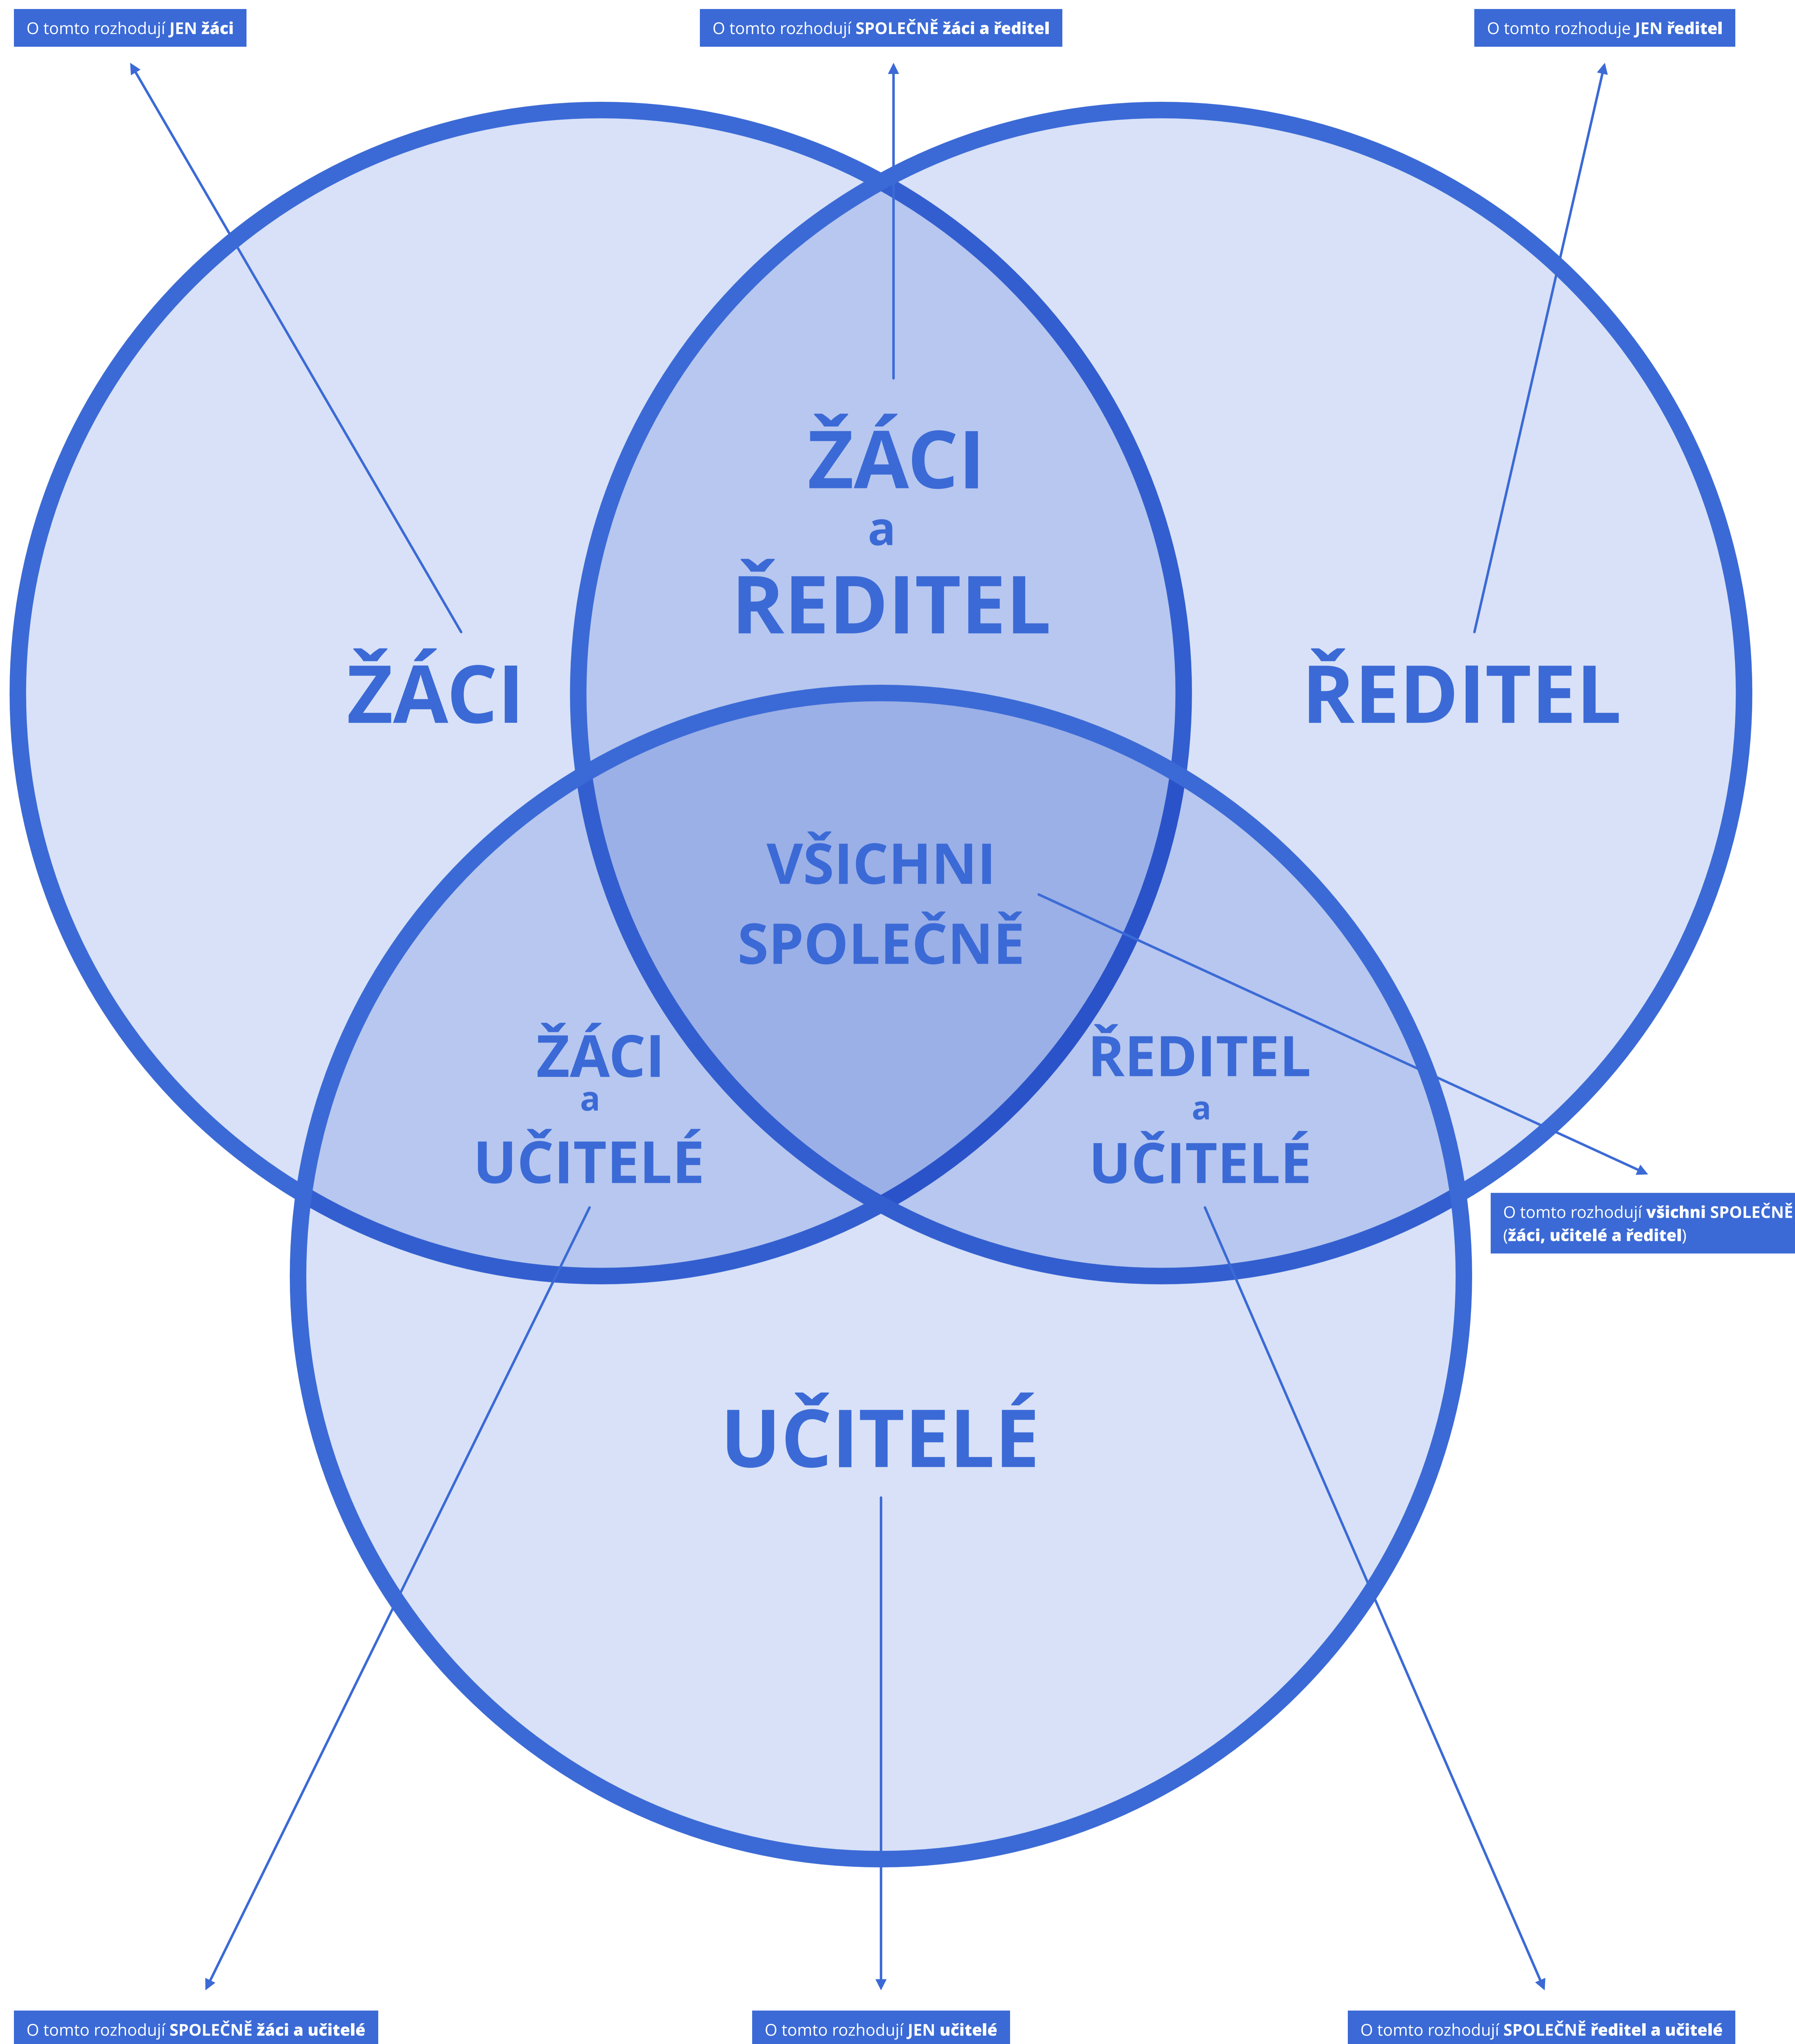 O tomto rozhodují JEN žáci
O tomto rozhodují SPOLEČNĚ žáci a ředitel
O tomto rozhoduje JEN ředitel
ŽÁCI
a
ŘEDITEL
ŽÁCI
ŘEDITEL
VŠICHNI
SPOLEČNĚ
ŽÁCI
a
UČITELÉ
ŘEDITEL
a
UČITELÉ
O tomto rozhodují všichni SPOLEČNĚ
(žáci, učitelé a ředitel)
UČITELÉ
O tomto rozhodují SPOLEČNĚ žáci a učitelé
O tomto rozhodují JEN učitelé
O tomto rozhodují SPOLEČNĚ ředitel a učitelé